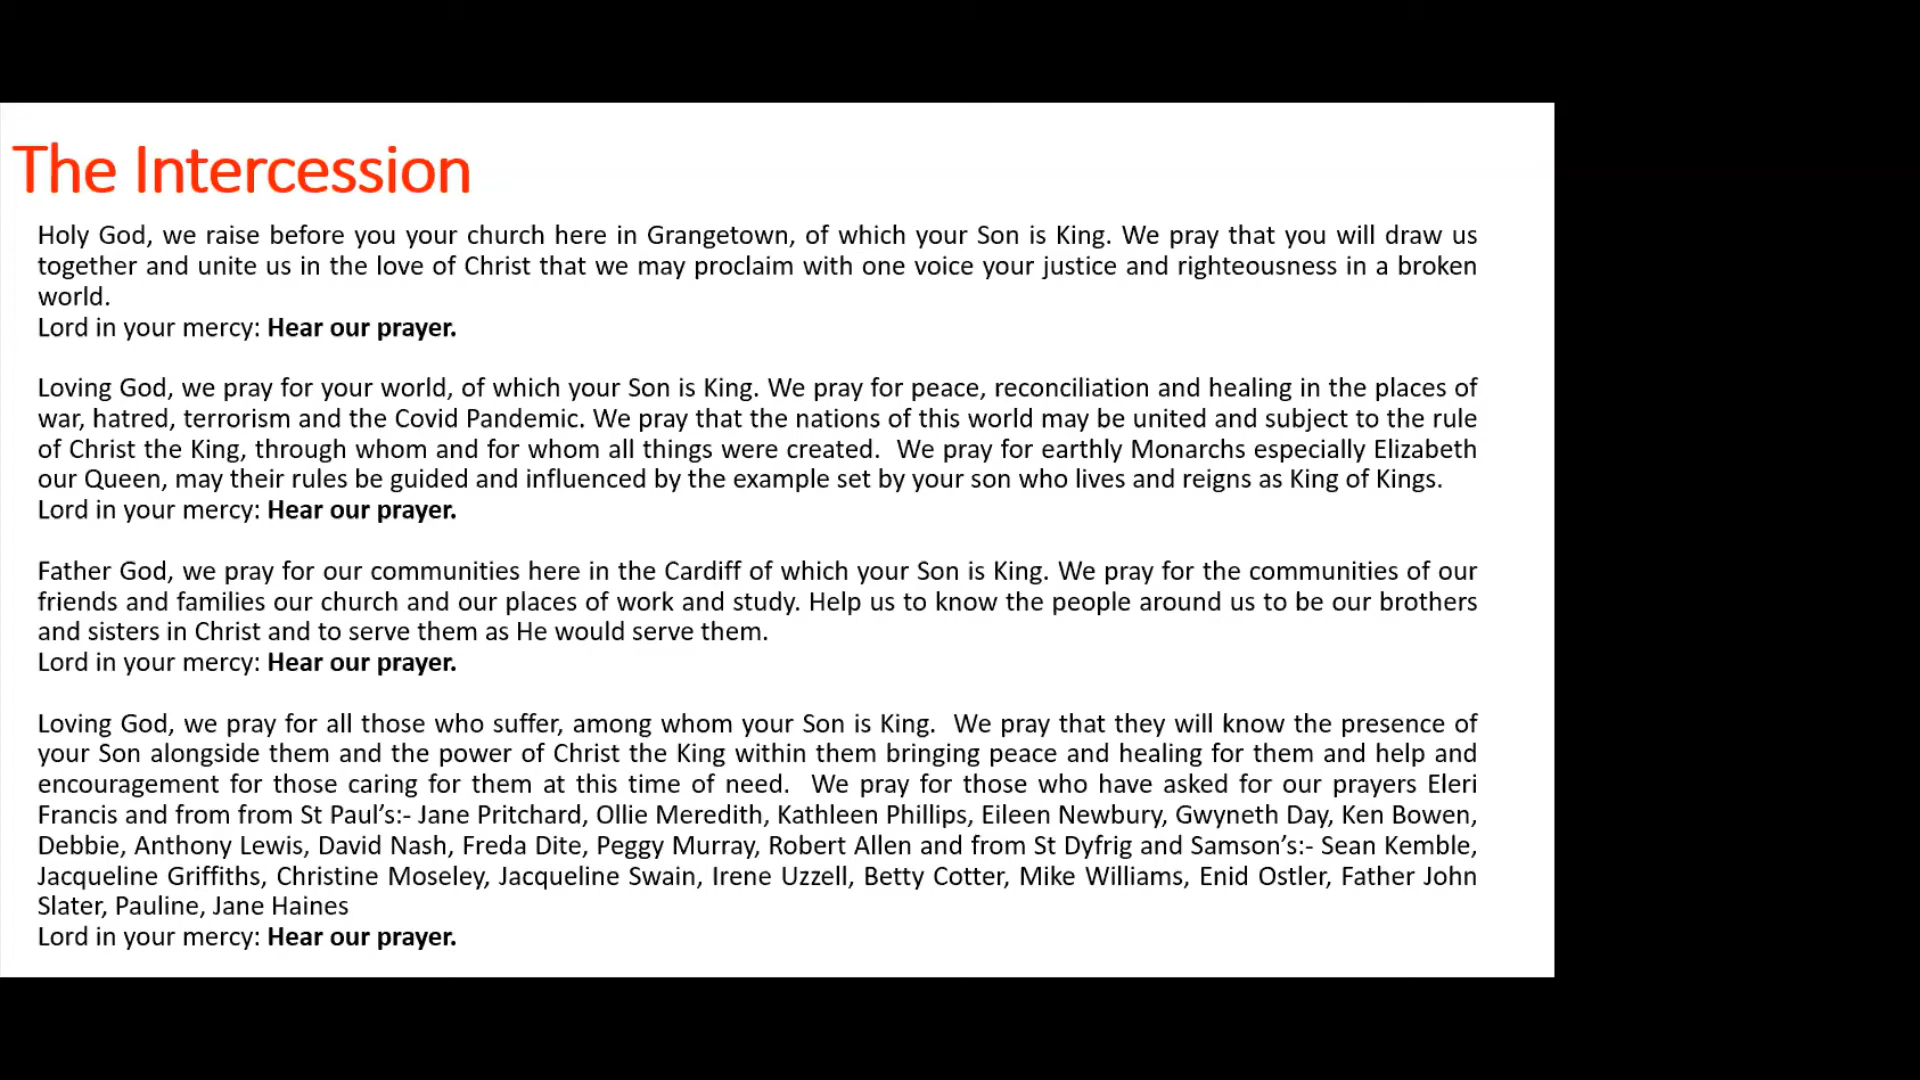 The Intercession
Holy God, we raise before you your church here in Grangetown, of which your Son is King. We pray that you will draw us
together and unite us in the love of Christ that we may proclaim with one voice your justice and righteousness in a broken
world.
Lord in your mercy: Hear our prayer.
Loving God, we pray for your world, of which your Son is King. We pray for peace, reconciliation and healing in the places of
war, hatred, terrorism and the Covid Pandemic. We pray that the nations of this world may be united and subject to the rule
of Christ the King, through whom and for whom all things were created.  We pray for earthly Monarchs especially Elizabeth
our Queen, may their rules be guided and influenced by the example set by your son who lives and reigns as King of Kings.
Lord in your mercy: Hear our prayer.
Father God, we pray for our communities here in the Cardiff of which your Son is King. We pray for the communities of our
friends and families our church and our places of work and study. Help us to know the people around us to be our brothers
and sisters in Christ and to serve them as He would serve them.
Lord in your mercy: Hear our prayer.
Loving God, we pray for all those who suffer, among whom your Son is King.  We pray that they will know the presence of
your Son alongside them and the power of Christ the King within them bringing peace and healing for them and help and
encouragement for those caring for them at this time of need.  We pray for those who have asked for our prayers Eleri
Francis and from from St Paul’s:- Jane Pritchard, Ollie Meredith, Kathleen Phillips, Eileen Newbury, Gwyneth Day, Ken Bowen,
Debbie, Anthony Lewis, David Nash, Freda Dite, Peggy Murray, Robert Allen and from St Dyfrig and Samson’s:- Sean Kemble,
Jacqueline Griffiths, Christine Moseley, Jacqueline Swain, Irene Uzzell, Betty Cotter, Mike Williams, Enid Ostler, Father John
Slater, Pauline, Jane Haines
Lord in your mercy: Hear our prayer.